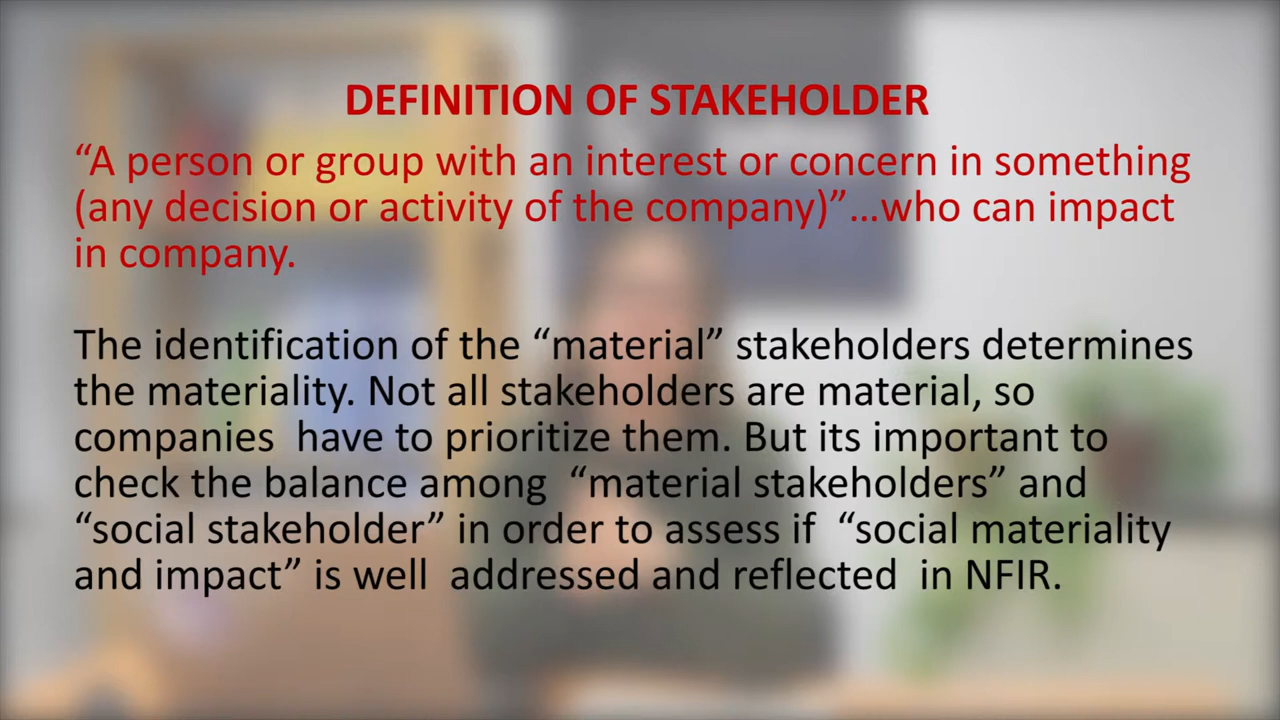 DEFINITION OF STAKEHOLDER
“A person or group with an interest or concern in something
(any decision or activity of the company)”…who can impact
in company.
The identification of the “material” stakeholders determines
the materiality. Not all stakeholders are material, so
companies  have to prioritize them. But its important to
check the balance among  “material stakeholders” and
“social stakeholder” in order to assess if  “social materiality
and impact” is well  addressed and reflected  in NFIR.